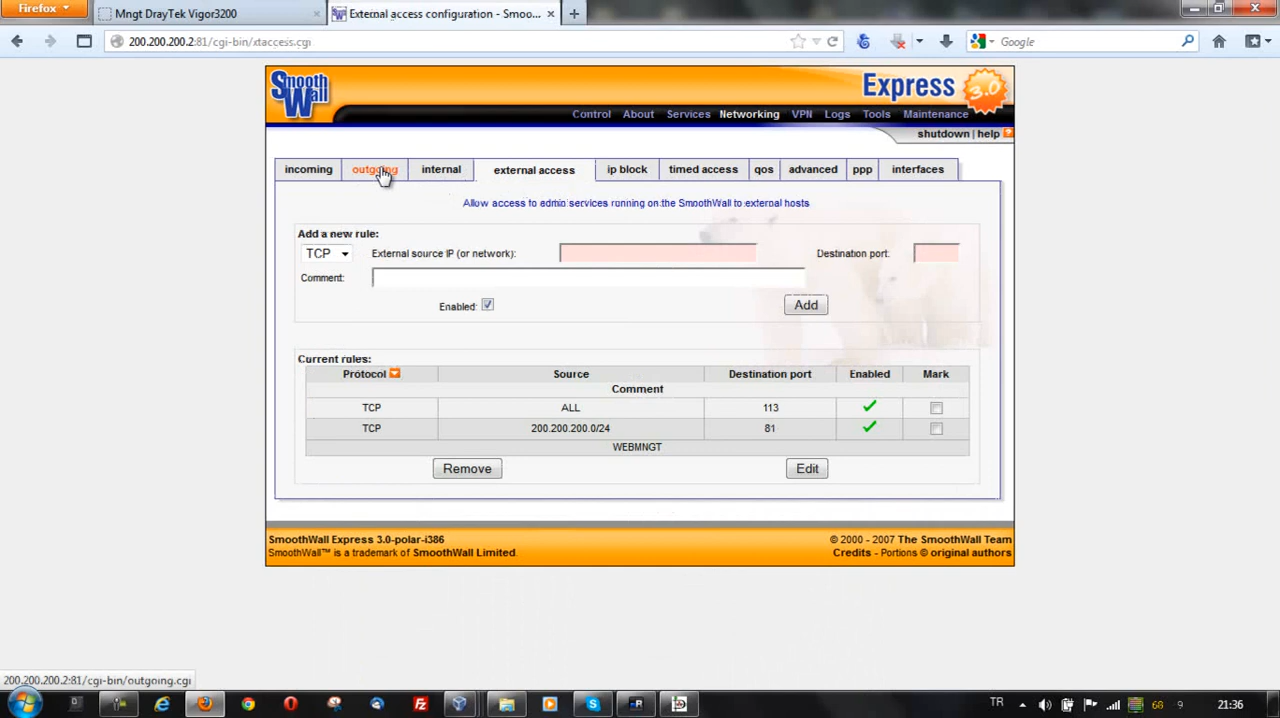 Firefox
Mngt DrayTek Vigor3200
External access configuration - Smoo...
200.200.200.2:81/cgi-bin/xtaccess.cgi
Google
Smooth
Wall
Express 3.0
Control About Services Networking VPN Logs Tools Maintenance
shutdown | help
incoming outgoing internal external access ip block timed access qos advanced ppp interfaces
Allow access to admin services running on the SmoothWall to external hosts
Add a new rule:
TCP External source IP (or network): Destination port:
Comment:
Enabled: Add
Current rules:
Protocol Source Destination port Enabled Mark
Comment
TCP ALL 113
TCP 200.200.200.0/24 81
WEBMNGT
Remove Edit
SmoothWall Express 3.0-polar-i386 © 2000 - 2007 The SmoothWall Team
SmoothWall™ is a trademark of SmoothWall Limited. Credits - Portions © original authors
200.200.200.2:81/cgi-bin/outgoing.cgi
TR 68 9 21:36